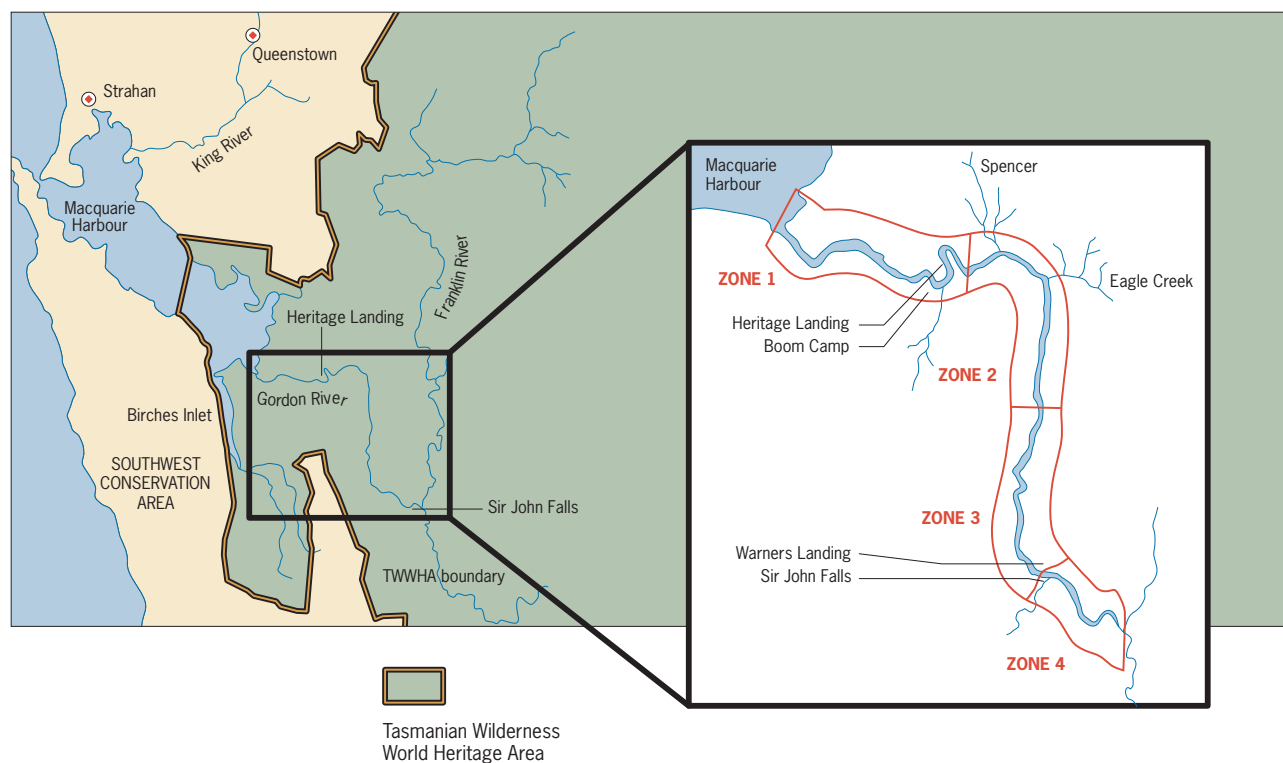 Queenstown
Strahan
King River
Macquarie
Harbour
Franklin River
Heritage Landing
Gordon River
Birches Inlet
SOUTHWEST
CONSERVATION
AREA
Sir John Falls
TWWHA boundary
Macquarie
Harbour
Spencer
ZONE 1
Eagle Creek
Heritage Landing
Boom Camp
ZONE 2
ZONE 3
Warners Landing
Sir John Falls
ZONE 4
Tasmanian Wilderness
World Heritage Area